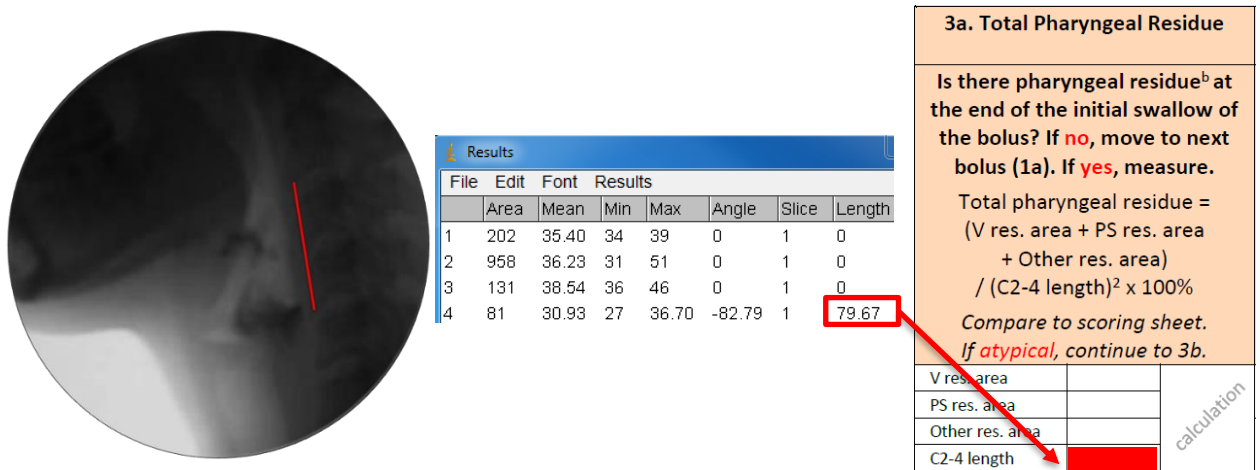 Results
File Edit Font Results
Area Mean Min Max Angle Slice Length
1 202 35.40 34 39 0 1 0
2 958 36.23 31 51 0 1 0
3 131 38.54 36 46 0 1 0
4 81 30.93 27 36.70 -82.79 1 79.67
3a. Total Pharyngeal Residue
Is there pharyngeal residueᵇ at
the end of the initial swallow of
the bolus? If no, move to next
bolus (1a). If yes, measure.
Total pharyngeal residue =
(V res. area + PS res. area
+ Other res. area)
/ (C2-4 length)² x 100%
Compare to scoring sheet.
If atypical, continue to 3b.
V res. area
PS res. area
Other res. area
C2-4 length
calculation